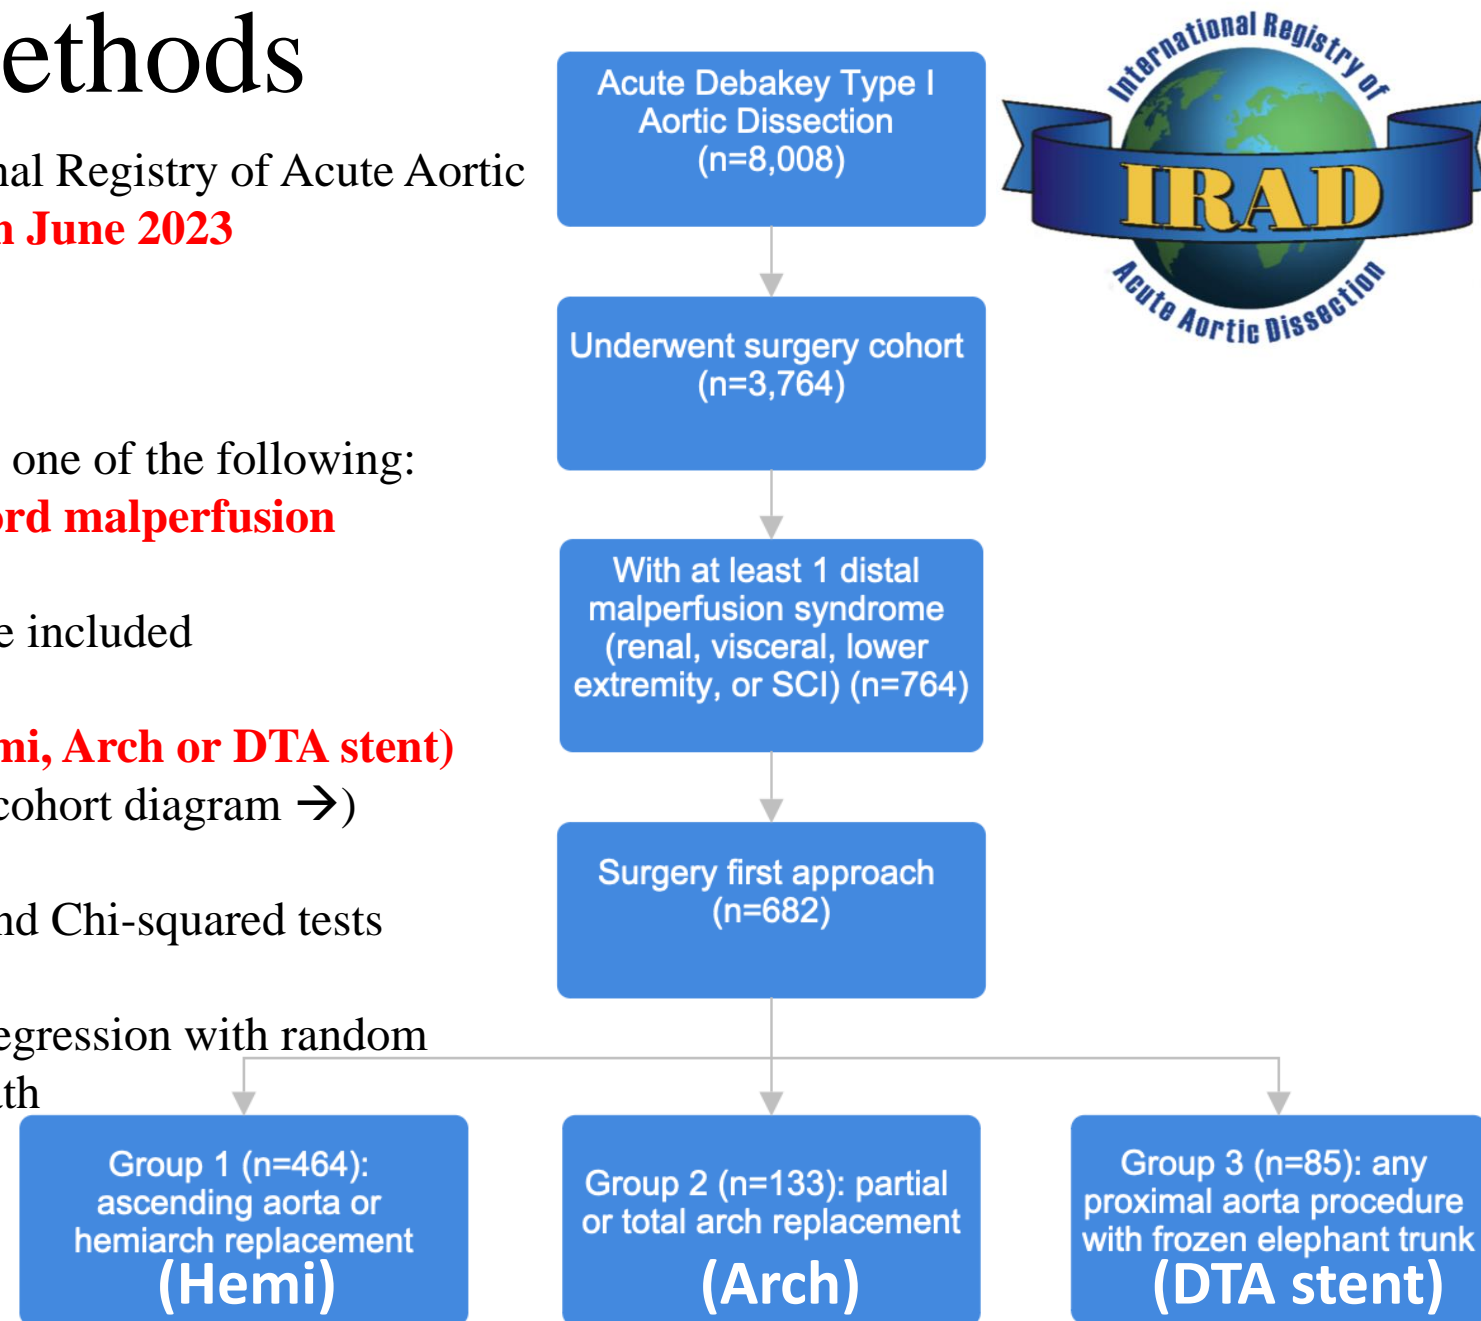 ethods
nal Registry of Acute Aortic
n June 2023
one of the following:
ord malperfusion
e included
mi, Arch or DTA stent)
cohort diagram →)
nd Chi-squared tests
egression with random
ath
Acute Debakey Type I
Aortic Dissection
(n=8,008)
Underwent surgery cohort
(n=3,764)
With at least 1 distal
malperfusion syndrome
(renal, visceral, lower
extremity, or SCI) (n=764)
Surgery first approach
(n=682)
Group 1 (n=464):
ascending aorta or
hemiarch replacement
(Hemi)
Group 2 (n=133): partial
or total arch replacement
(Arch)
Group 3 (n=85): any
proximal aorta procedure
with frozen elephant trunk
(DTA stent)
International Registry of
IRAD
Acute Aortic Dissection